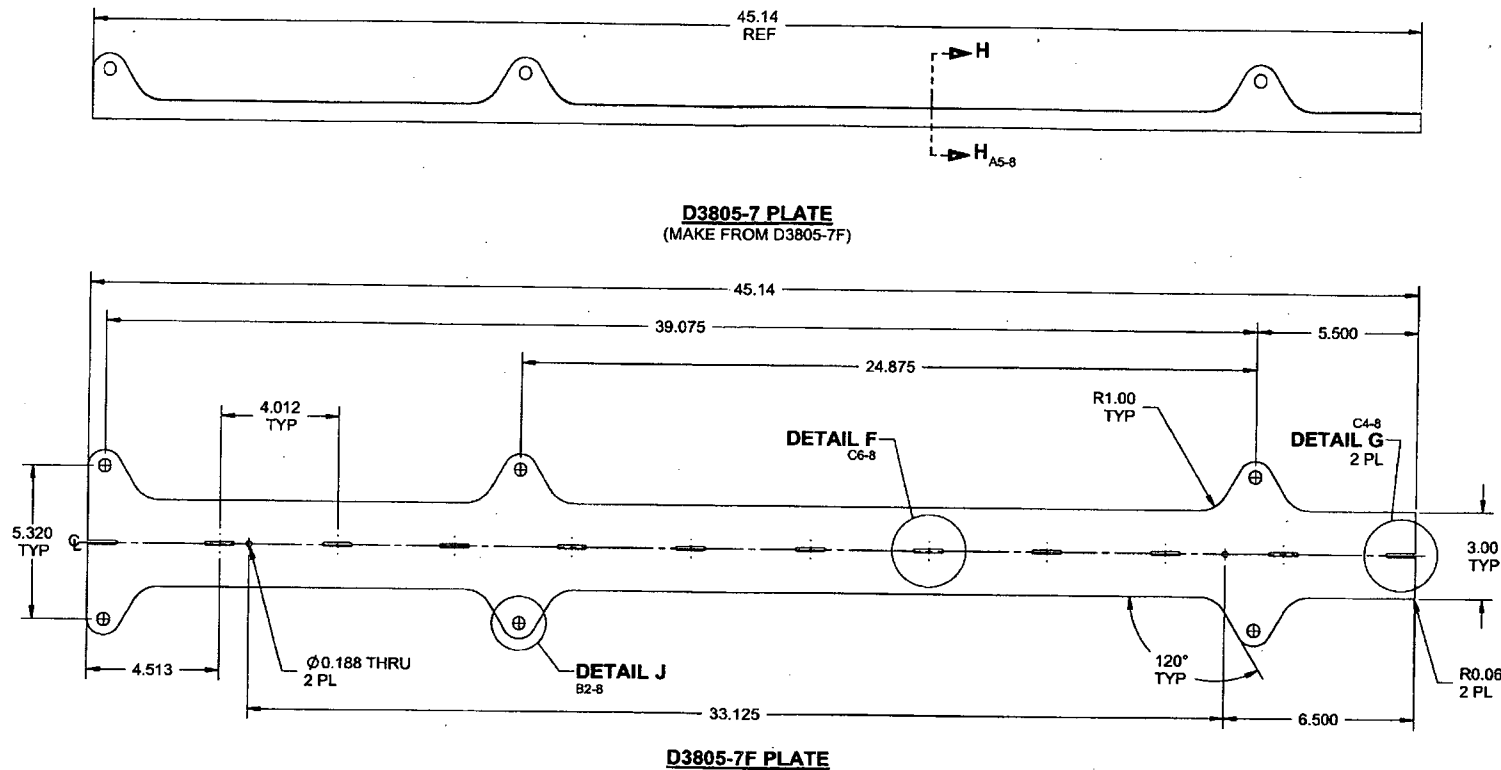 45.14
REF
H
H A5-8
D3805-7 PLATE
(MAKE FROM D3805-7F)
45.14
39.075
5.500
24.875
4.012
TYP
R1.00
TYP
DETAIL F
C6-8
C4-8
DETAIL G
2 PL
5.320
TYP
℄
3.00
TYP
4.513
Ø0.188 THRU
2 PL
DETAIL J
B2-8
120°
TYP
R0.06
2 PL
33.125
6.500
D3805-7F PLATE